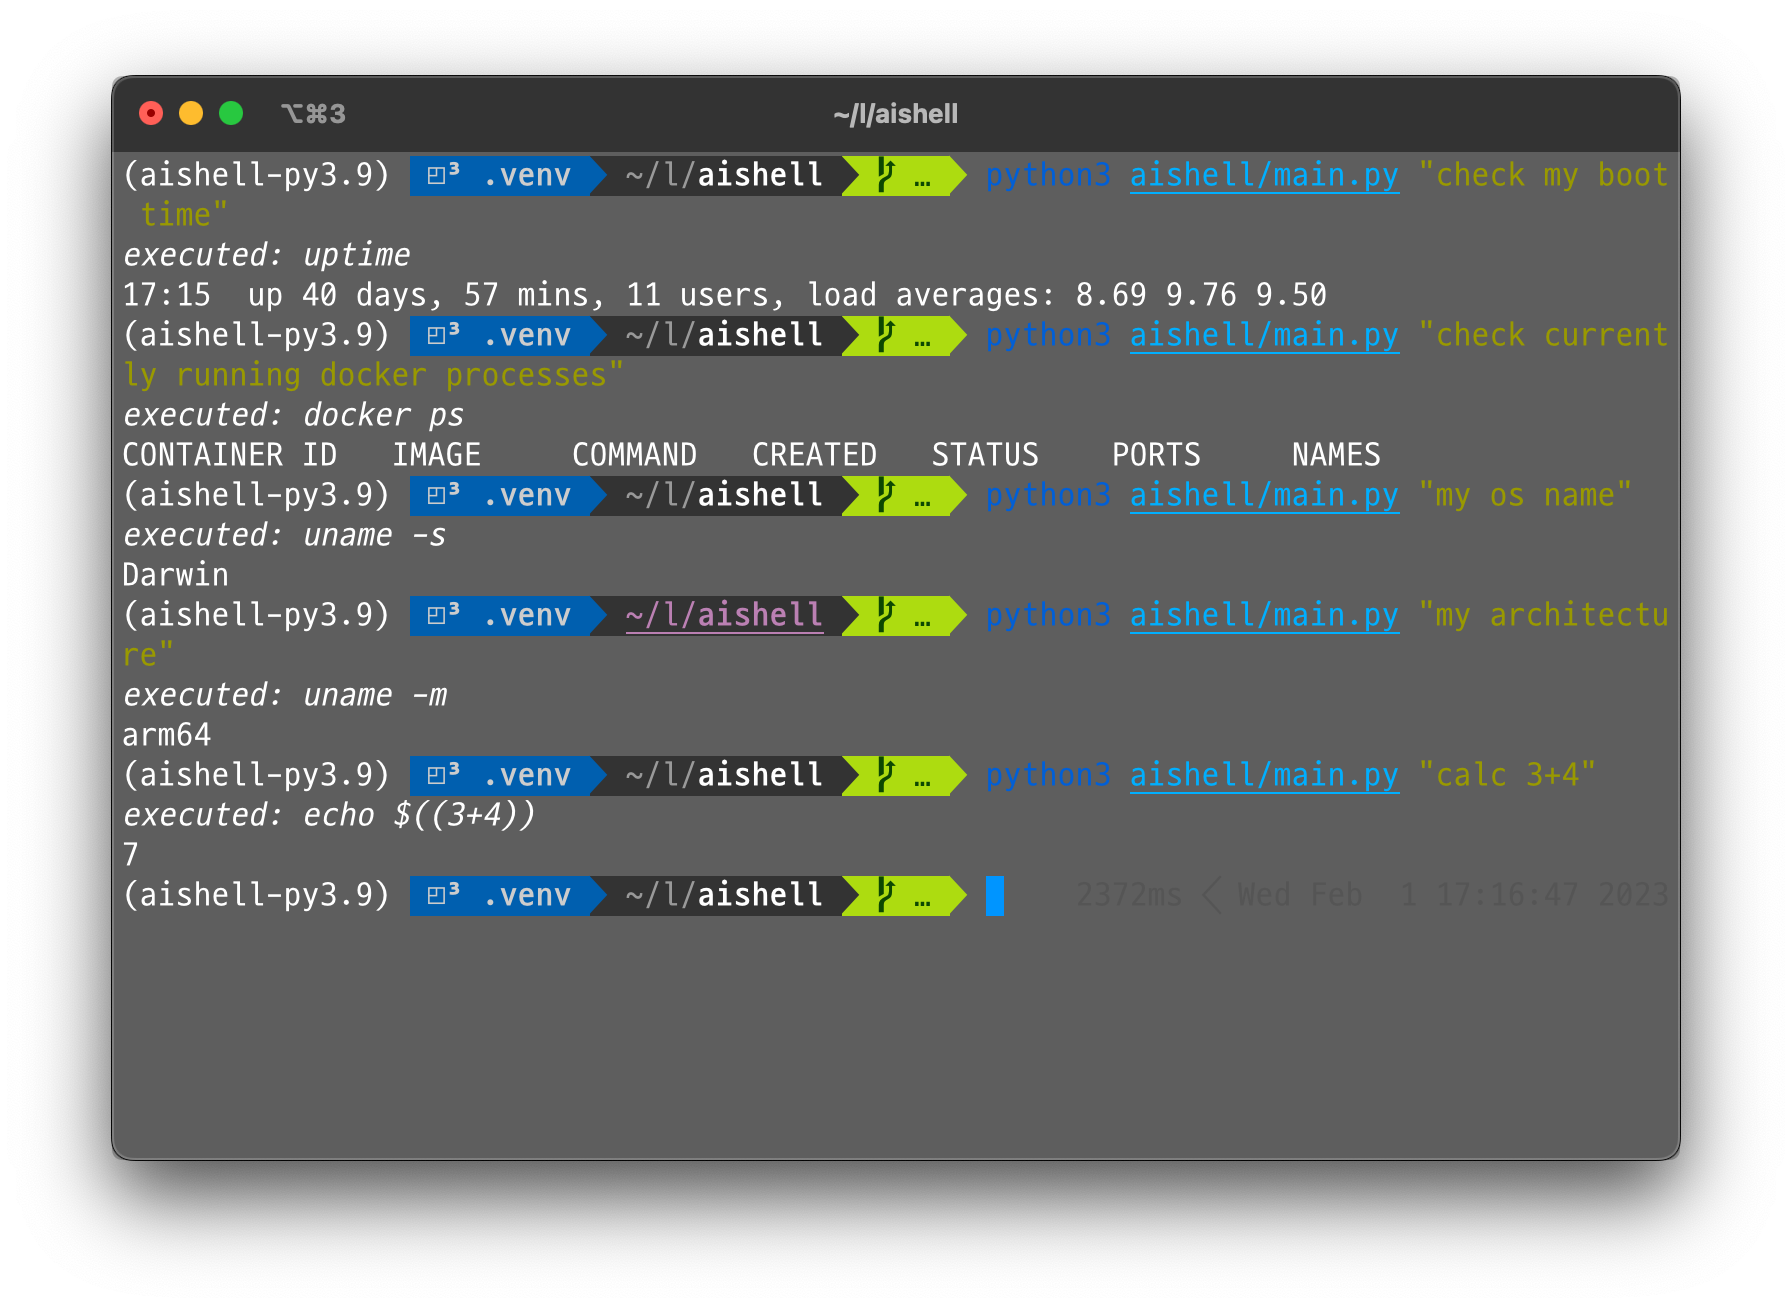 ⌥⌘3 ~/l/aishell
(aishell-py3.9) ◰³ .venv ~/l/aishell … python3 aishell/main.py "check my boot
 time"
executed: uptime
17:15  up 40 days, 57 mins, 11 users, load averages: 8.69 9.76 9.50
(aishell-py3.9) ◰³ .venv ~/l/aishell … python3 aishell/main.py "check current
ly running docker processes"
executed: docker ps
CONTAINER ID   IMAGE     COMMAND   CREATED   STATUS    PORTS     NAMES
(aishell-py3.9) ◰³ .venv ~/l/aishell … python3 aishell/main.py "my os name"
executed: uname -s
Darwin
(aishell-py3.9) ◰³ .venv ~/l/aishell … python3 aishell/main.py "my architectu
re"
executed: uname -m
arm64
(aishell-py3.9) ◰³ .venv ~/l/aishell … python3 aishell/main.py "calc 3+4"
executed: echo $((3+4))
7
(aishell-py3.9) ◰³ .venv ~/l/aishell … 2372ms < Wed Feb  1 17:16:47 2023